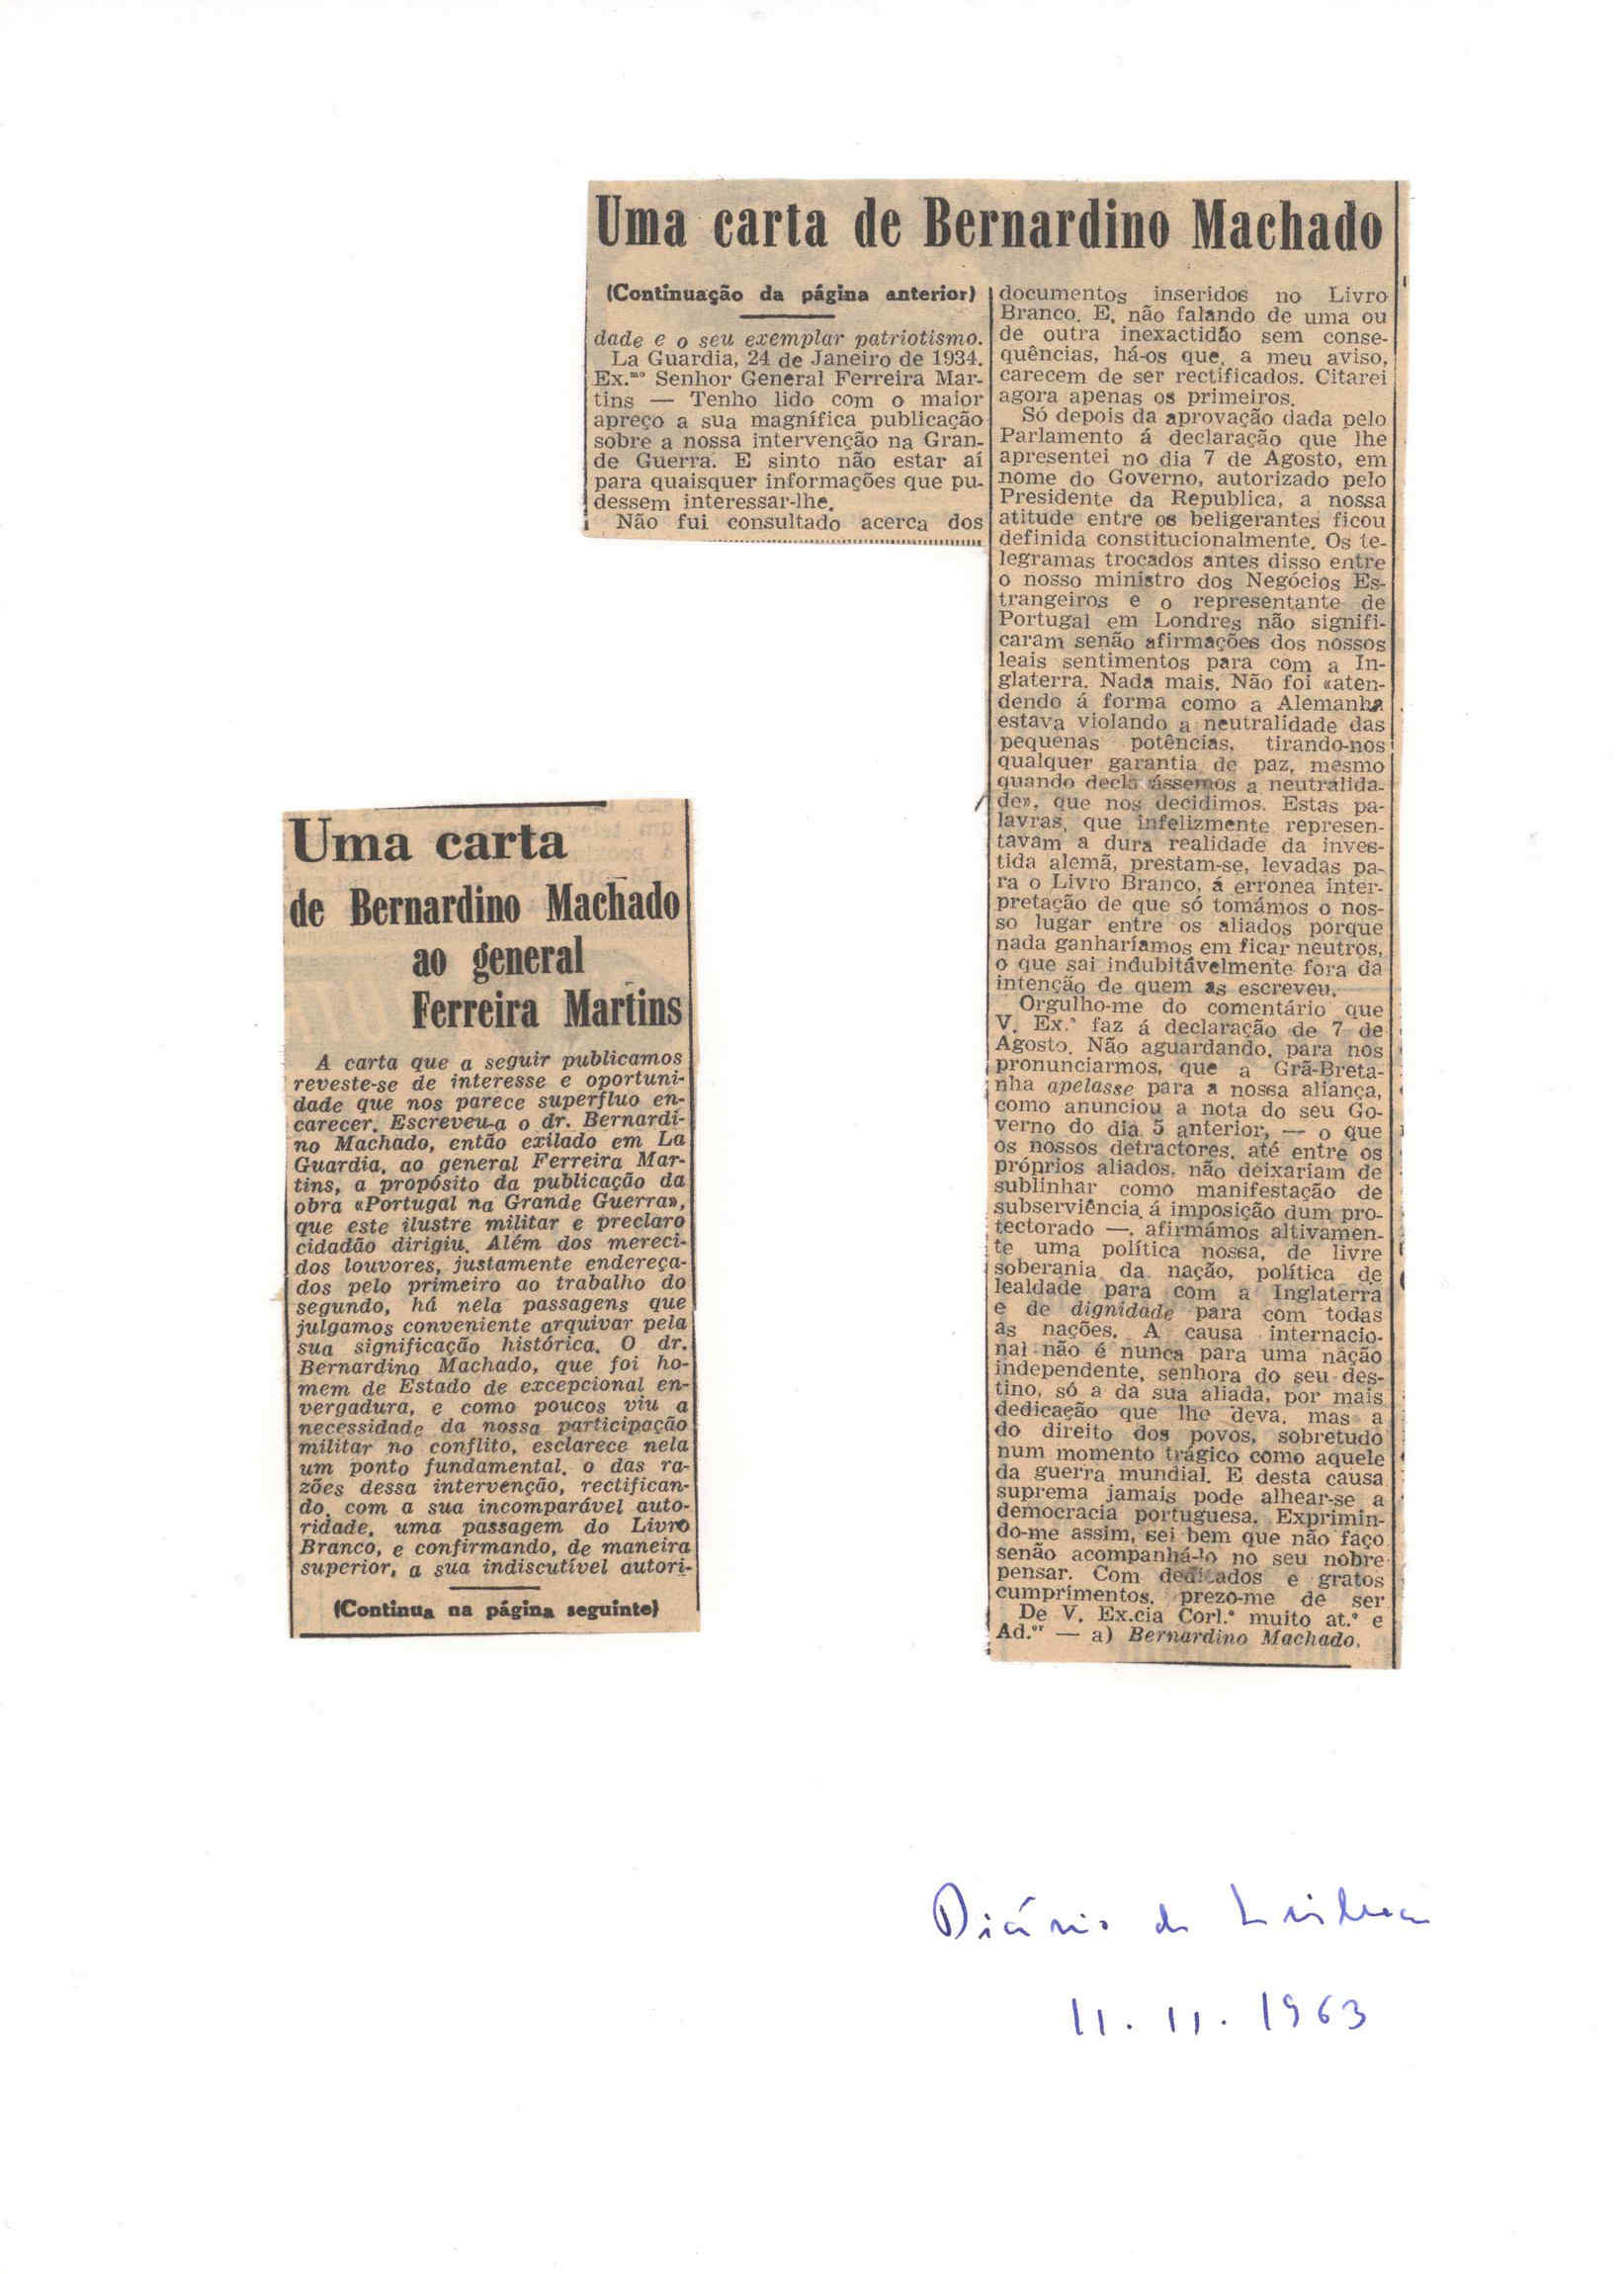 Uma carta
de Bernardino Machado
ao general
Ferreira Martins
A carta que a seguir publicamos
reveste-se de interesse e oportuni-
dade que nos parece superfluo en-
carecer. Escreveu-a o dr. Bernardi-
no Machado, então exilado em La
Guardia, ao general Ferreira Mar-
tins, a propósito da publicação da
obra «Portugal na Grande Guerra»,
que este ilustre militar e preclaro
cidadão dirigiu. Além dos mereci-
dos louvores, justamente endereça-
dos pelo primeiro ao trabalho do
segundo, há nela passagens que
julgamos conveniente arquivar pela
sua significação histórica. O dr.
Bernardino Machado, que foi ho-
mem de Estado de excepcional en-
vergadura, e como poucos viu a
necessidade da nossa participação
militar no conflito, esclarece nela
um ponto fundamental, o das ra-
zões dessa intervenção, rectifican-
do, com a sua incomparável auto-
ridade, uma passagem do Livro
Branco, e confirmando, de maneira
superior, a sua indiscutível autori-
(Continua na página seguinte)
Uma carta de Bernardino Machado
(Continuação da página anterior)
dade e o seu exemplar patriotismo.
La Guardia, 24 de Janeiro de 1934.
Ex.mo Senhor General Ferreira Mar-
tins — Tenho lido com o maior
apreço a sua magnífica publicação
sobre a nossa intervenção na Gran-
de Guerra. E sinto não estar aí
para quaisquer informações que pu-
dessem interessar-lhe.
Não fui consultado acerca dos
documentos inseridos no Livro
Branco. E, não falando de uma ou
de outra inexactidão sem conse-
quências, há-os que, a meu aviso,
carecem de ser rectificados. Citarei
agora apenas os primeiros.
Só depois da aprovação dada pelo
Parlamento á declaração que lhe
apresentei no dia 7 de Agosto, em
nome do Governo, autorizado pelo
Presidente da Republica, a nossa
atitude entre os beligerantes ficou
definida constitucionalmente. Os te-
legramas trocados antes disso entre
o nosso ministro dos Negócios Es-
trangeiros e o representante de
Portugal em Londres não signifi-
caram senão afirmações dos nossos
leais sentimentos para com a In-
glaterra. Nada mais. Não foi «aten-
dendo á forma como a Alemanha
estava violando a neutralidade das
pequenas potências, tirando-nos
qualquer garantia de paz, mesmo
quando declarássemos a neutralida-
de», que nos decidimos. Estas pa-
lavras, que infelizmente represen-
tavam a dura realidade da inves-
tida alemã, prestam-se, levadas pa-
ra o Livro Branco, á erronea inter-
pretação de que só tomámos o nos-
so lugar entre os aliados porque
nada ganharíamos em ficar neutros,
o que sai indubitávelmente fora da
intenção de quem as escreveu.
Orgulho-me do comentário que
V. Ex.ª faz á declaração de 7 de
Agosto. Não aguardando, para nos
pronunciarmos, que a Grã-Breta-
nha apelasse para a nossa aliança,
como anunciou a nota do seu Go-
verno do dia 5 anterior, — o que
os nossos detractores, até entre os
próprios aliados, não deixariam de
sublinhar como manifestação de
subserviência á imposição dum pro-
tectorado —, afirmámos altivamen-
te uma política nossa, de livre
soberania da nação, política de
lealdade para com a Inglaterra
e de dignidade para com todas
as nações. A causa internacio-
nal não é nunca para uma nação
independente, senhora do seu des-
tino, só a da sua aliada, por mais
dedicação que lhe deva, mas a
do direito dos povos, sobretudo
num momento trágico como aquele
da guerra mundial. E desta causa
suprema jamais pode alhear-se a
democracia portuguesa. Exprimin-
do-me assim, sei bem que não faço
senão acompanhá-lo no seu nobre
pensar. Com dedicados e gratos
cumprimentos, prezo-me de ser
De V. Ex.cia Corl.º muito at.º e
Ad.or — a) Bernardino Machado.
Diário de Lisboa
11.11.1963